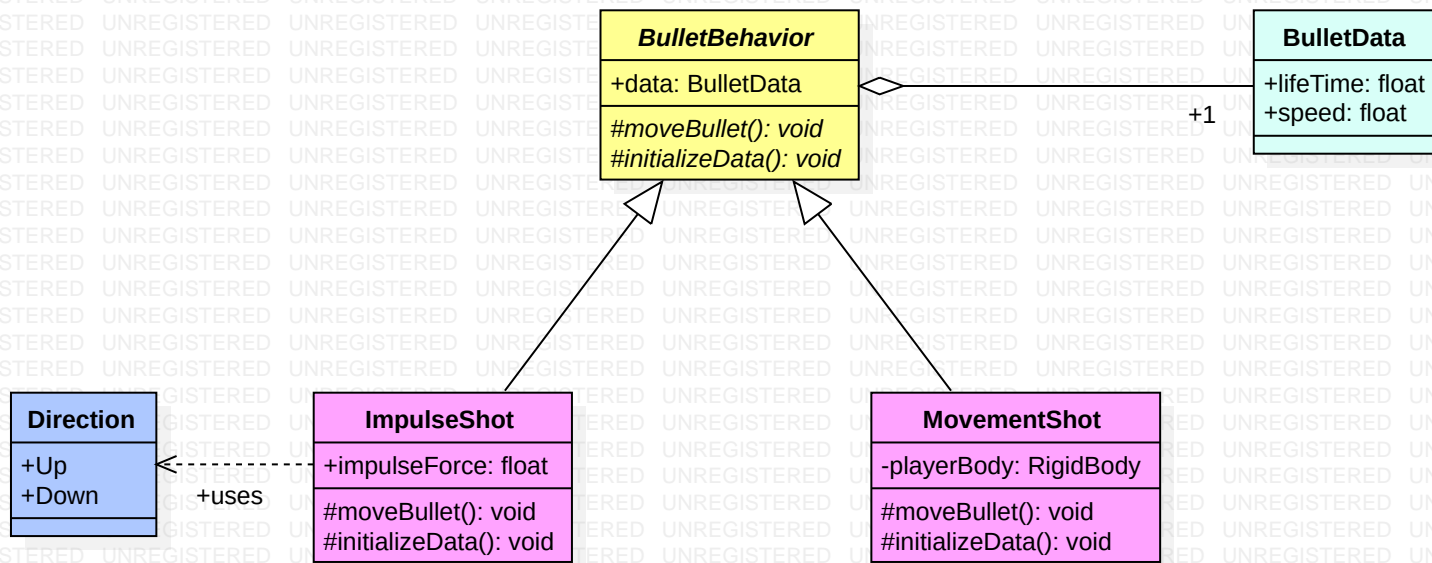 BulletBehavior
+data: BulletData
#moveBullet(): void
#initializeData(): void
BulletData
+lifeTime: float
+speed: float
+1
Direction
+Up
+Down
+uses
ImpulseShot
+impulseForce: float
#moveBullet(): void
#initializeData(): void
MovementShot
-playerBody: RigidBody
#moveBullet(): void
#initializeData(): void
UNREGISTERED